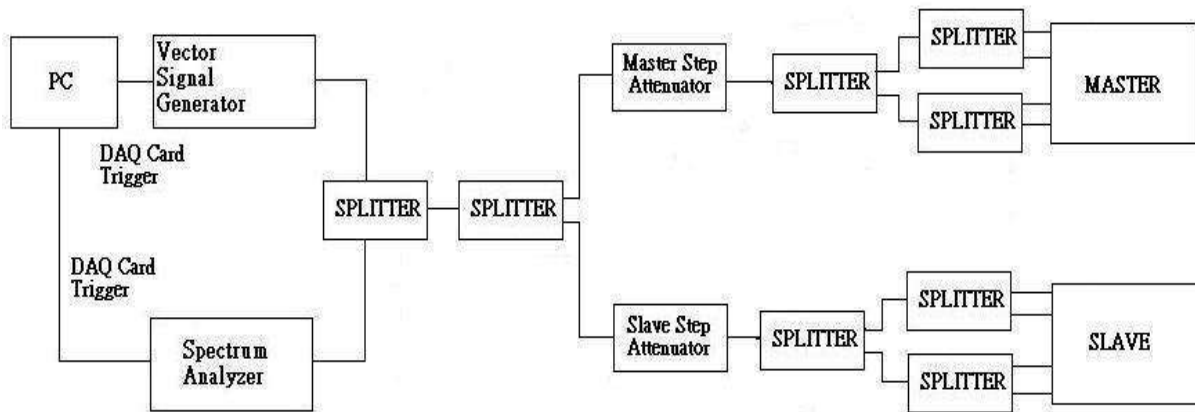 PC
Vector
Signal
Generator
DAQ Card
Trigger
DAQ Card
Trigger
Spectrum
Analyzer
SPLITTER
SPLITTER
Master Step
Attenuator
SPLITTER
SPLITTER
SPLITTER
MASTER
Slave Step
Attenuator
SPLITTER
SPLITTER
SPLITTER
SLAVE